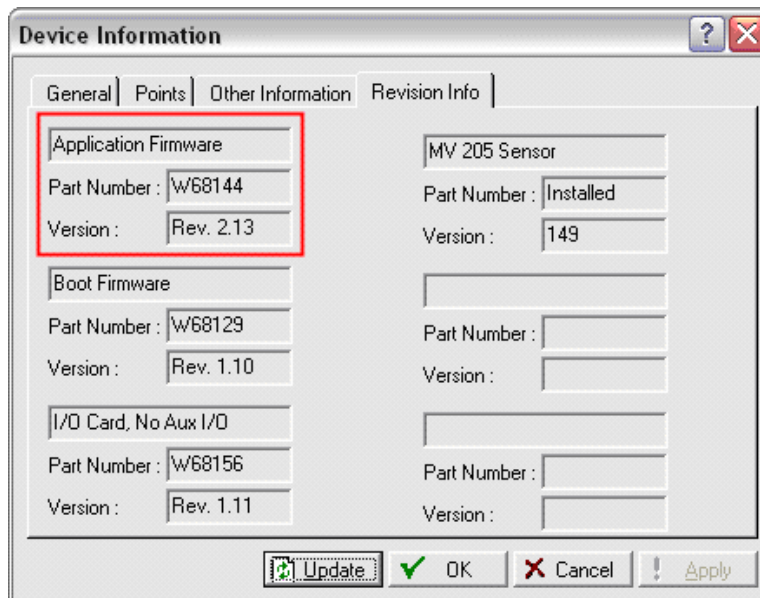 Device Information
General Points Other Information Revision Info
Application Firmware
Part Number : W68144
Version : Rev. 2.13
Boot Firmware
Part Number : W68129
Version : Rev. 1.10
I/O Card, No Aux I/O
Part Number : W68156
Version : Rev. 1.11
MV 205 Sensor
Part Number : Installed
Version : 149
Part Number :
Version :
Part Number :
Version :
Update OK Cancel Apply